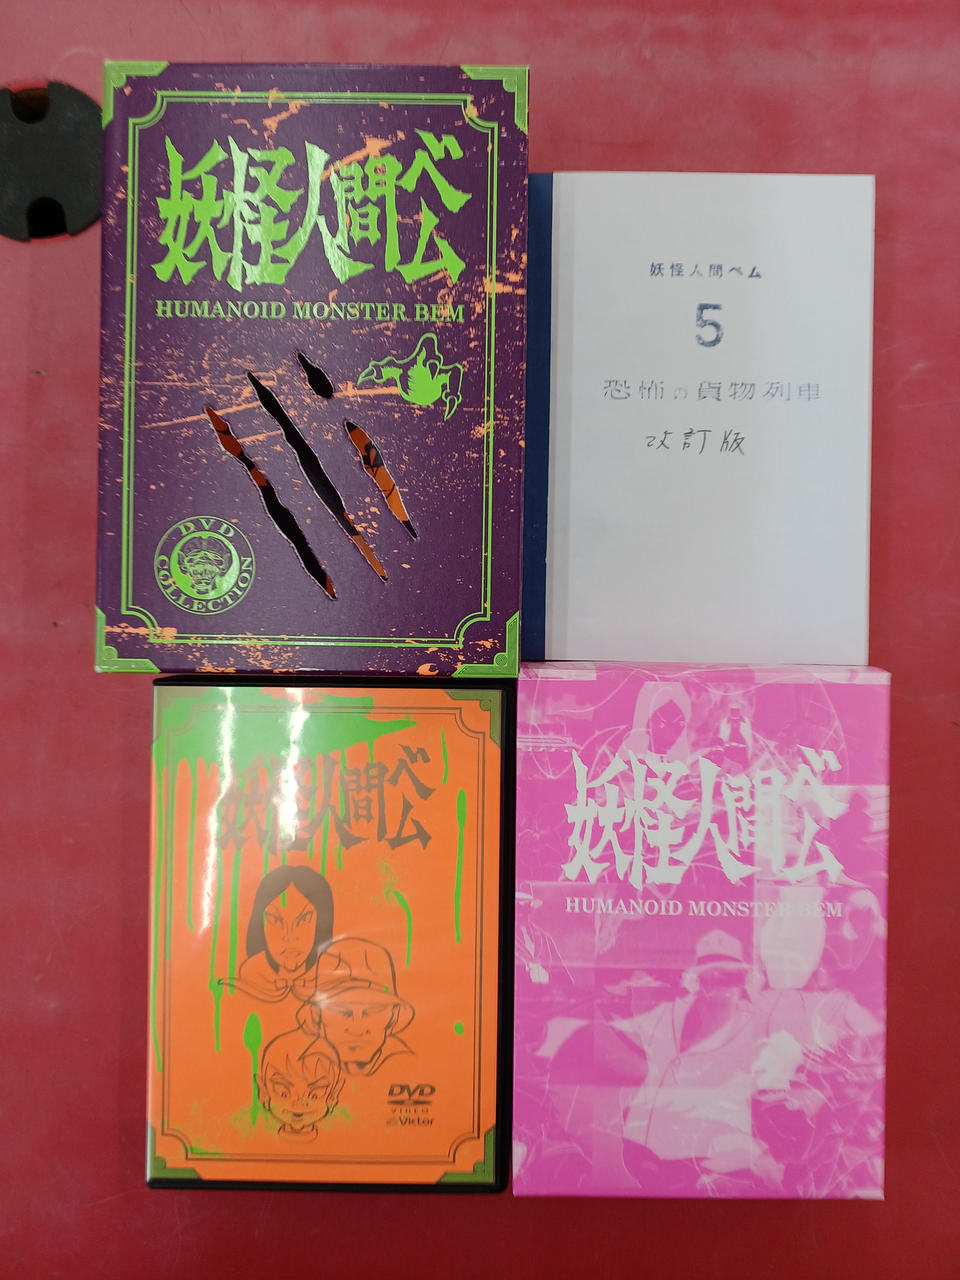 妖怪人間ベム
HUMANOID MONSTER BEM
DVD
COLLECTION
妖怪人間ベム
5
恐怖の貨物列車
改訂版
妖怪人間ベム
DVD
VIDEO
Victor
妖怪人間ベム
HUMANOID MONSTER BEM